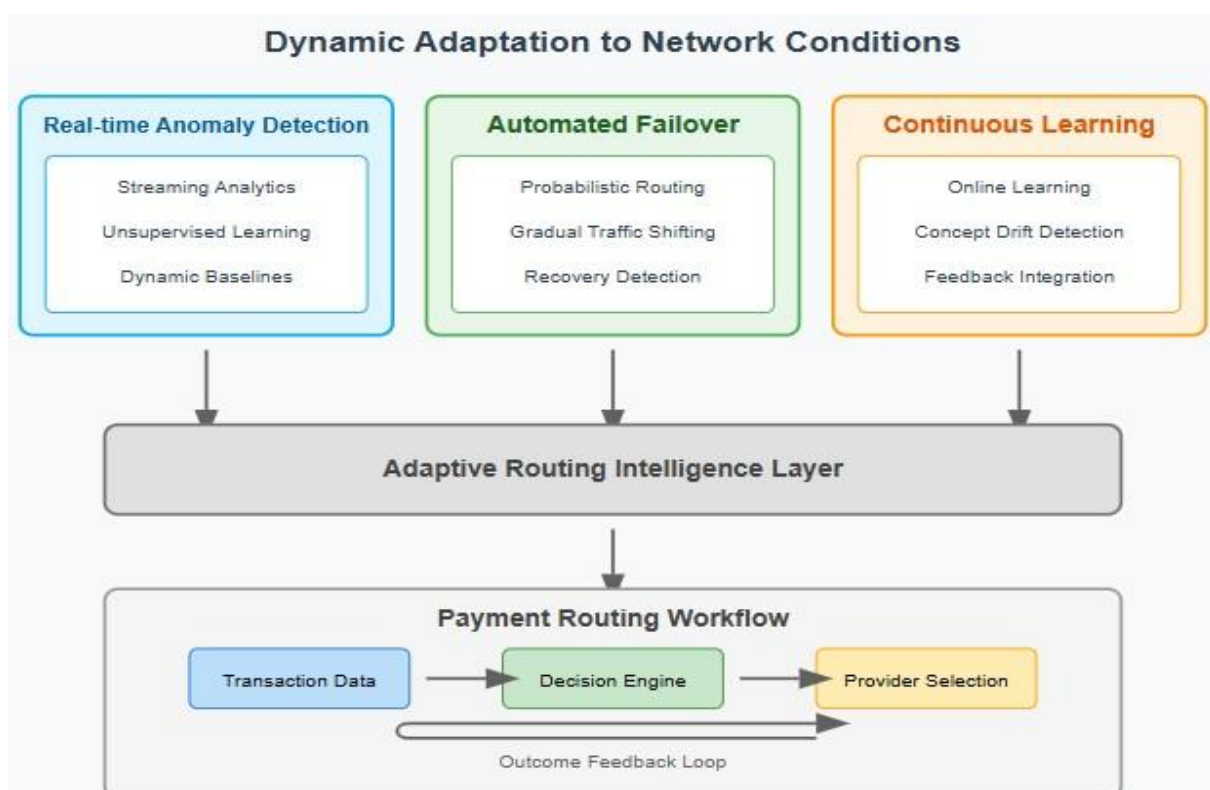 Dynamic Adaptation to Network Conditions
Real-time Anomaly Detection
Streaming Analytics
Unsupervised Learning
Dynamic Baselines
Automated Failover
Probabilistic Routing
Gradual Traffic Shifting
Recovery Detection
Continuous Learning
Online Learning
Concept Drift Detection
Feedback Integration
Adaptive Routing Intelligence Layer
Payment Routing Workflow
Transaction Data
Decision Engine
Provider Selection
Outcome Feedback Loop